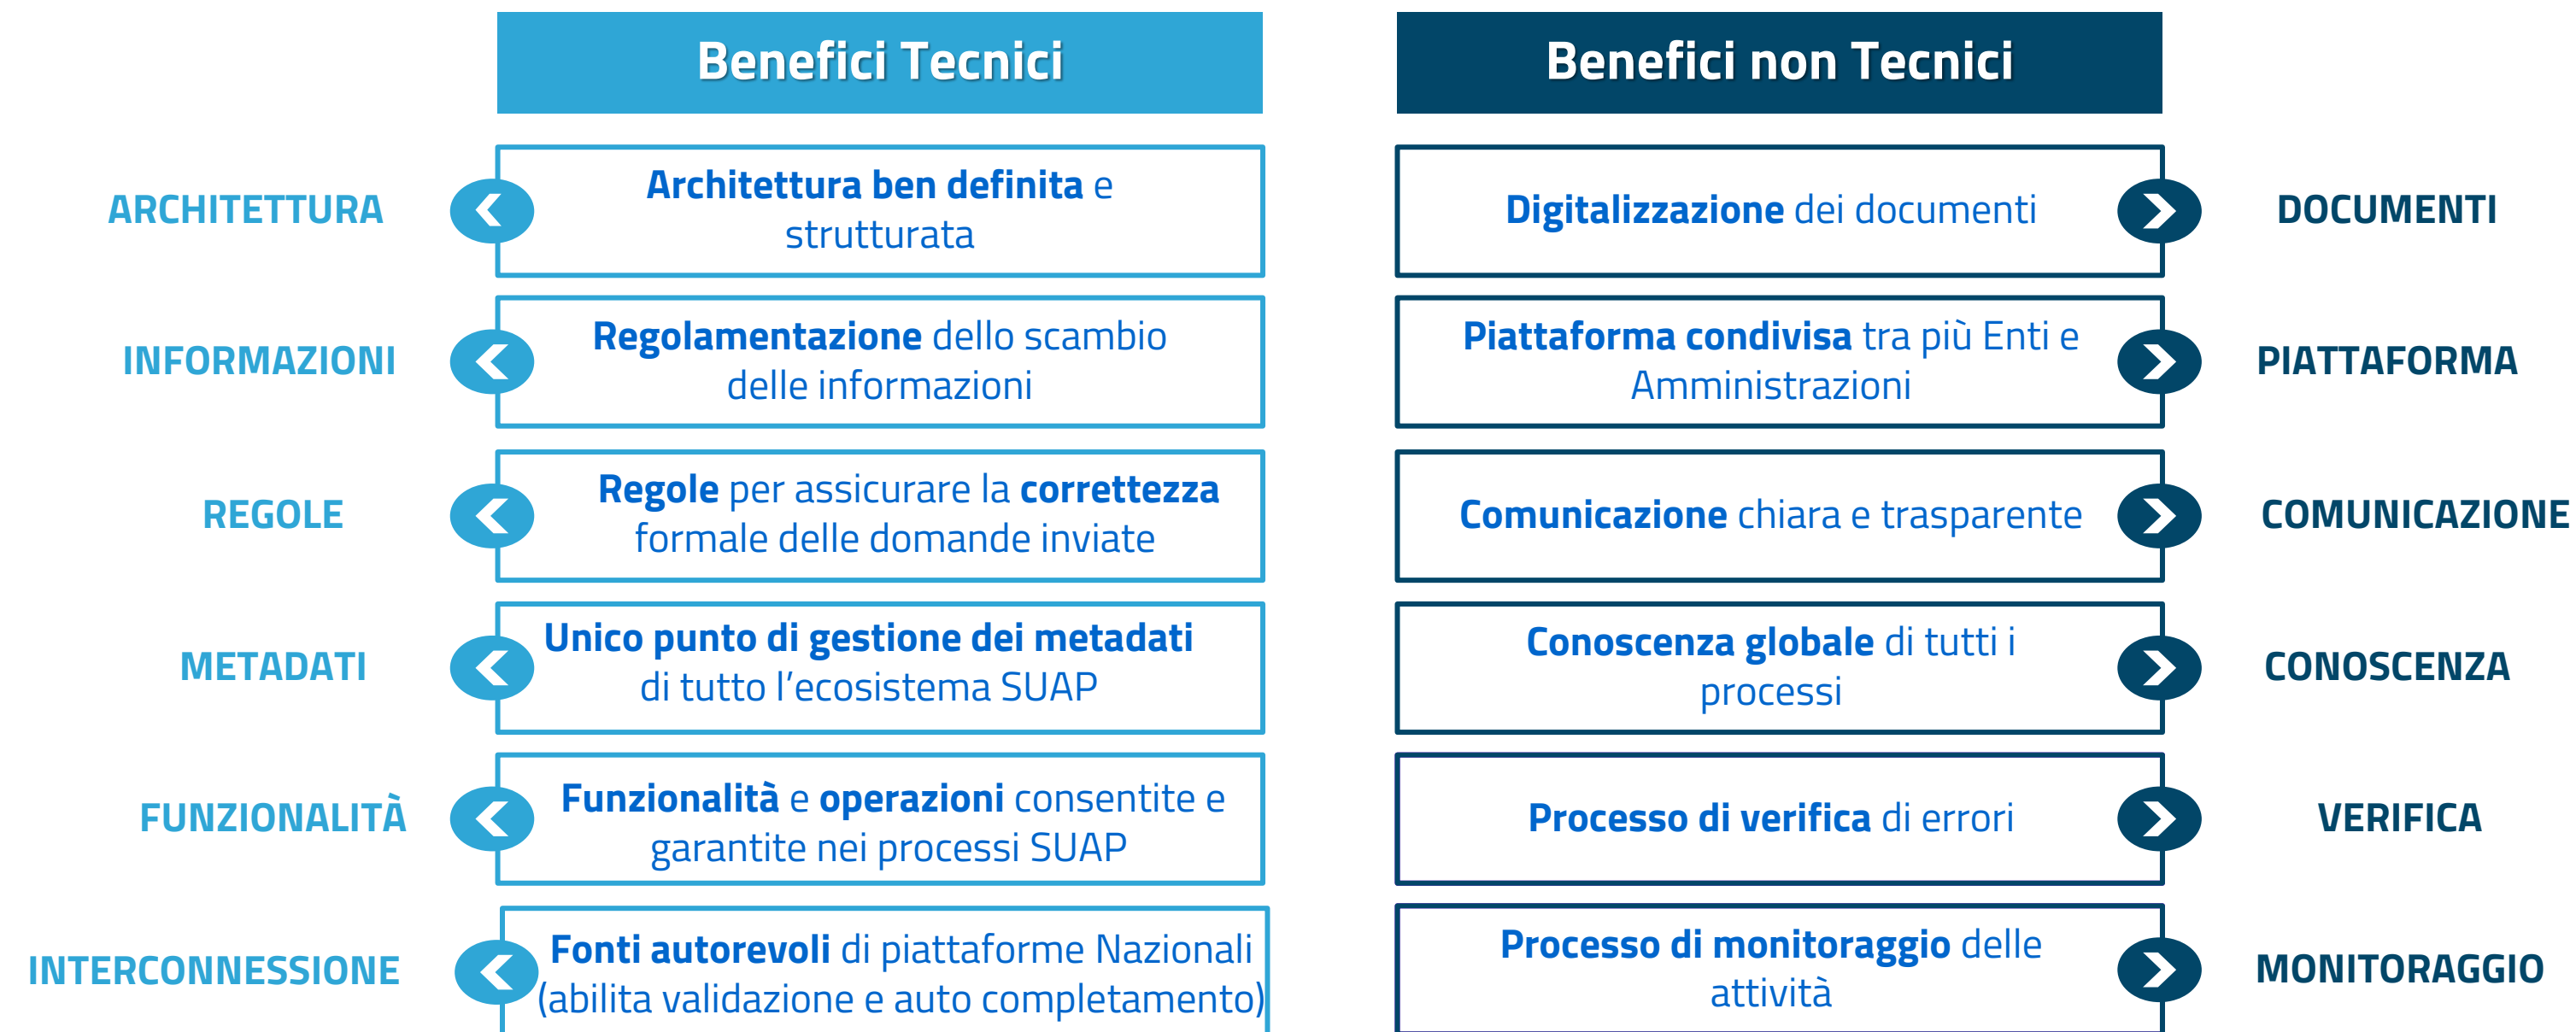 Benefici Tecnici
ARCHITETTURA
Architettura ben definita e
strutturata
INFORMAZIONI
Regolamentazione dello scambio
delle informazioni
REGOLE
Regole per assicurare la correttezza
formale delle domande inviate
METADATI
Unico punto di gestione dei metadati
di tutto l’ecosistema SUAP
FUNZIONALITÀ
Funzionalità e operazioni consentite e
garantite nei processi SUAP
INTERCONNESSIONE
Fonti autorevoli di piattaforme Nazionali
(abilita validazione e auto completamento)
Benefici non Tecnici
Digitalizzazione dei documenti
DOCUMENTI
Piattaforma condivisa tra più Enti e
Amministrazioni
PIATTAFORMA
Comunicazione chiara e trasparente
COMUNICAZIONE
Conoscenza globale di tutti i
processi
CONOSCENZA
Processo di verifica di errori
VERIFICA
Processo di monitoraggio delle
attività
MONITORAGGIO